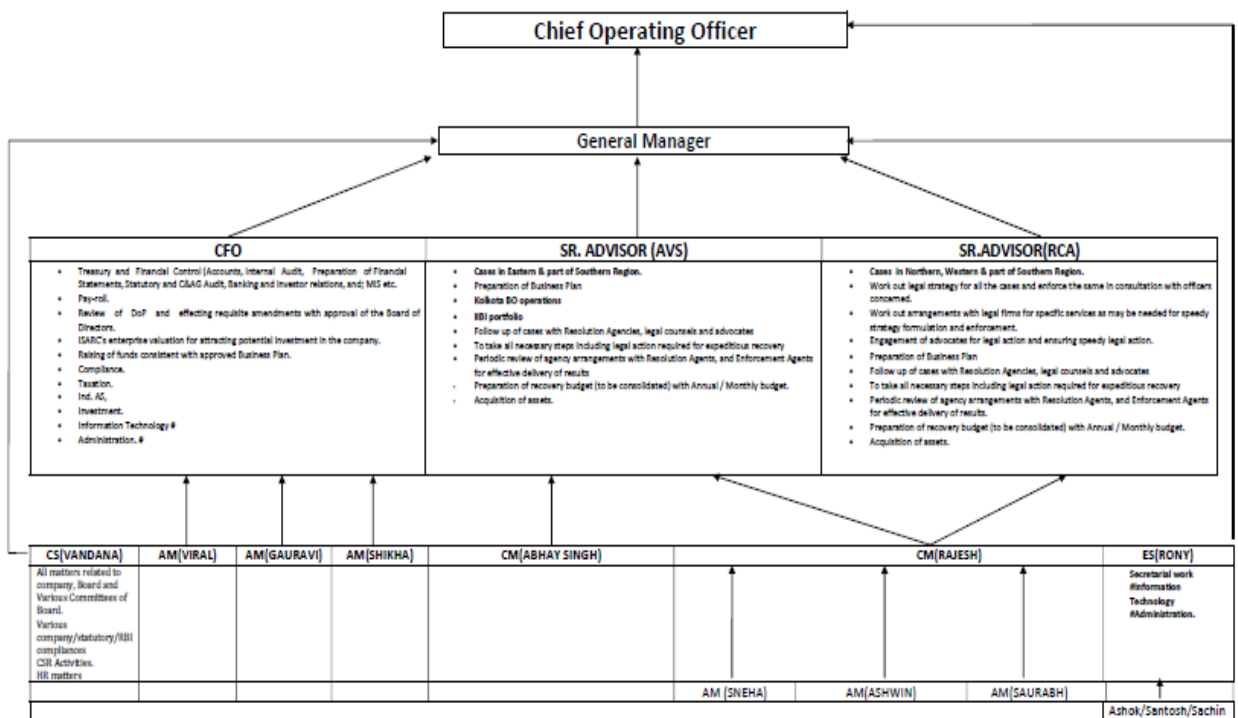 Chief Operating Officer
General Manager
CFO
Treasury and Financial Control (Accounts, Internal Audit, Preparation of Financial
Statements, Statutory and C&AG Audit, Banking and Investor relations, and; MIS etc.
Pay-roll.
Review of DoP and effecting requisite amendments with approval of the Board of
Directors.
ISARC's enterprise valuation for attracting potential investment in the company.
Raising of funds consistent with approved Business Plan.
Compliance.
Taxation.
Ind. AS,
Investment.
Information Technology #
Administration. #
SR. ADVISOR (AVS)
Cases in Eastern & part of Southern Region.
Preparation of Business Plan
Kolkota BO operations
IIBI portfolio
Follow up of cases with Resolution Agencies, legal counsels and advocates
To take all necessary steps including legal action required for expeditious recovery
Periodic review of agency arrangements with Resolution Agents, and Enforcement Agents
for effective delivery of results
Preparation of recovery budget (to be consolidated) with Annual / Monthly budget.
Acquisition of assets.
SR.ADVISOR(RCA)
Cases in Northern, Western & part of Southern Region.
Work out legal strategy for all the cases and enforce the same in consultation with officers
concerned.
Work out arrangements with legal firms for specific services as may be needed for speedy
strategy formulation and enforcement.
Engagement of advocates for legal action and ensuring speedy legal action.
Preparation of Business Plan
Follow up of cases with Resolution Agencies, legal counsels and advocates
To take all necessary steps including legal action required for expeditious recovery
Periodic review of agency arrangements with Resolution Agents, and Enforcement Agents
for effective delivery of results.
Preparation of recovery budget (to be consolidated) with Annual / Monthly budget.
Acquisition of assets.
CS(VANDANA)
All matters related to
company, Board and
Various Committees of
Board.
Various
company/statutory/RBI
compliances
CSR Activities.
HR matters
AM(VIRAL)
AM(GAURAVI)
AM(SHIKHA)
CM(ABHAY SINGH)
CM(RAJESH)
ES(RONY)
Secretarial work
#Information
Technology
#Administration.
AM (SNEHA)
AM(ASHWIN)
AM(SAURABH)
Ashok/Santosh/Sachin